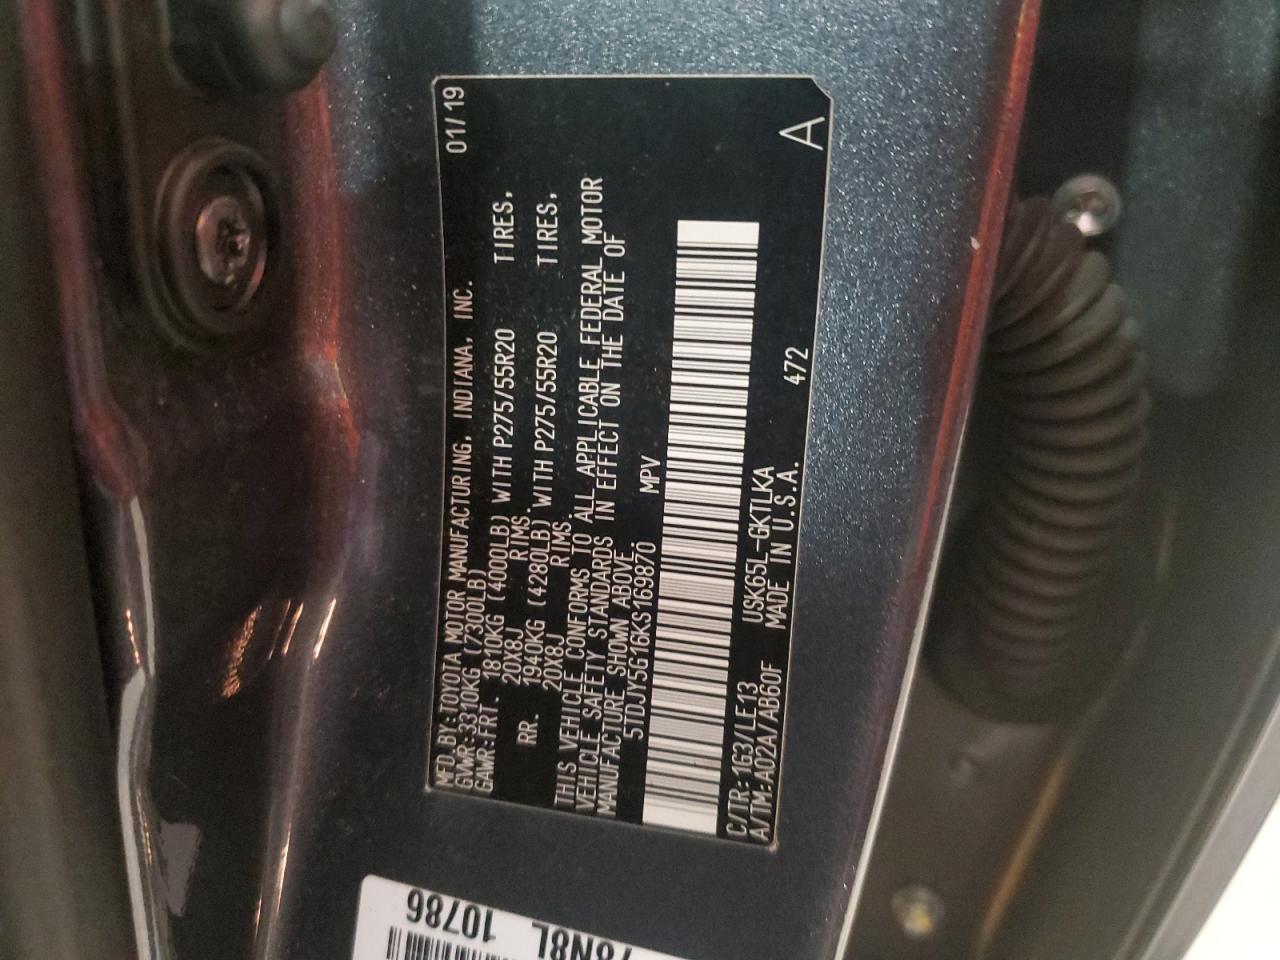 MFD.BY:TOYOTA MOTOR MANUFACTURING, INDIANA, INC. 01/19
GVWR:3310KG (7300LB)
GAWR:FRT. 1810KG (4000LB) WITH P275/55R20 TIRES,
20X8J RIMS.
RR. 1940KG (4280LB) WITH P275/55R20 TIRES,
20X8J RIMS.
THIS VEHICLE CONFORMS TO ALL APPLICABLE FEDERAL MOTOR
VEHICLE SAFETY STANDARDS IN EFFECT ON THE DATE OF
MANUFACTURE SHOWN ABOVE.
5TDJY5G16KS169870 MPV
C/TR:1G3/LE13 USK65L-GKTLKA
A/TM:A02A/AB60F MADE IN U.S.A. 472 A
10786